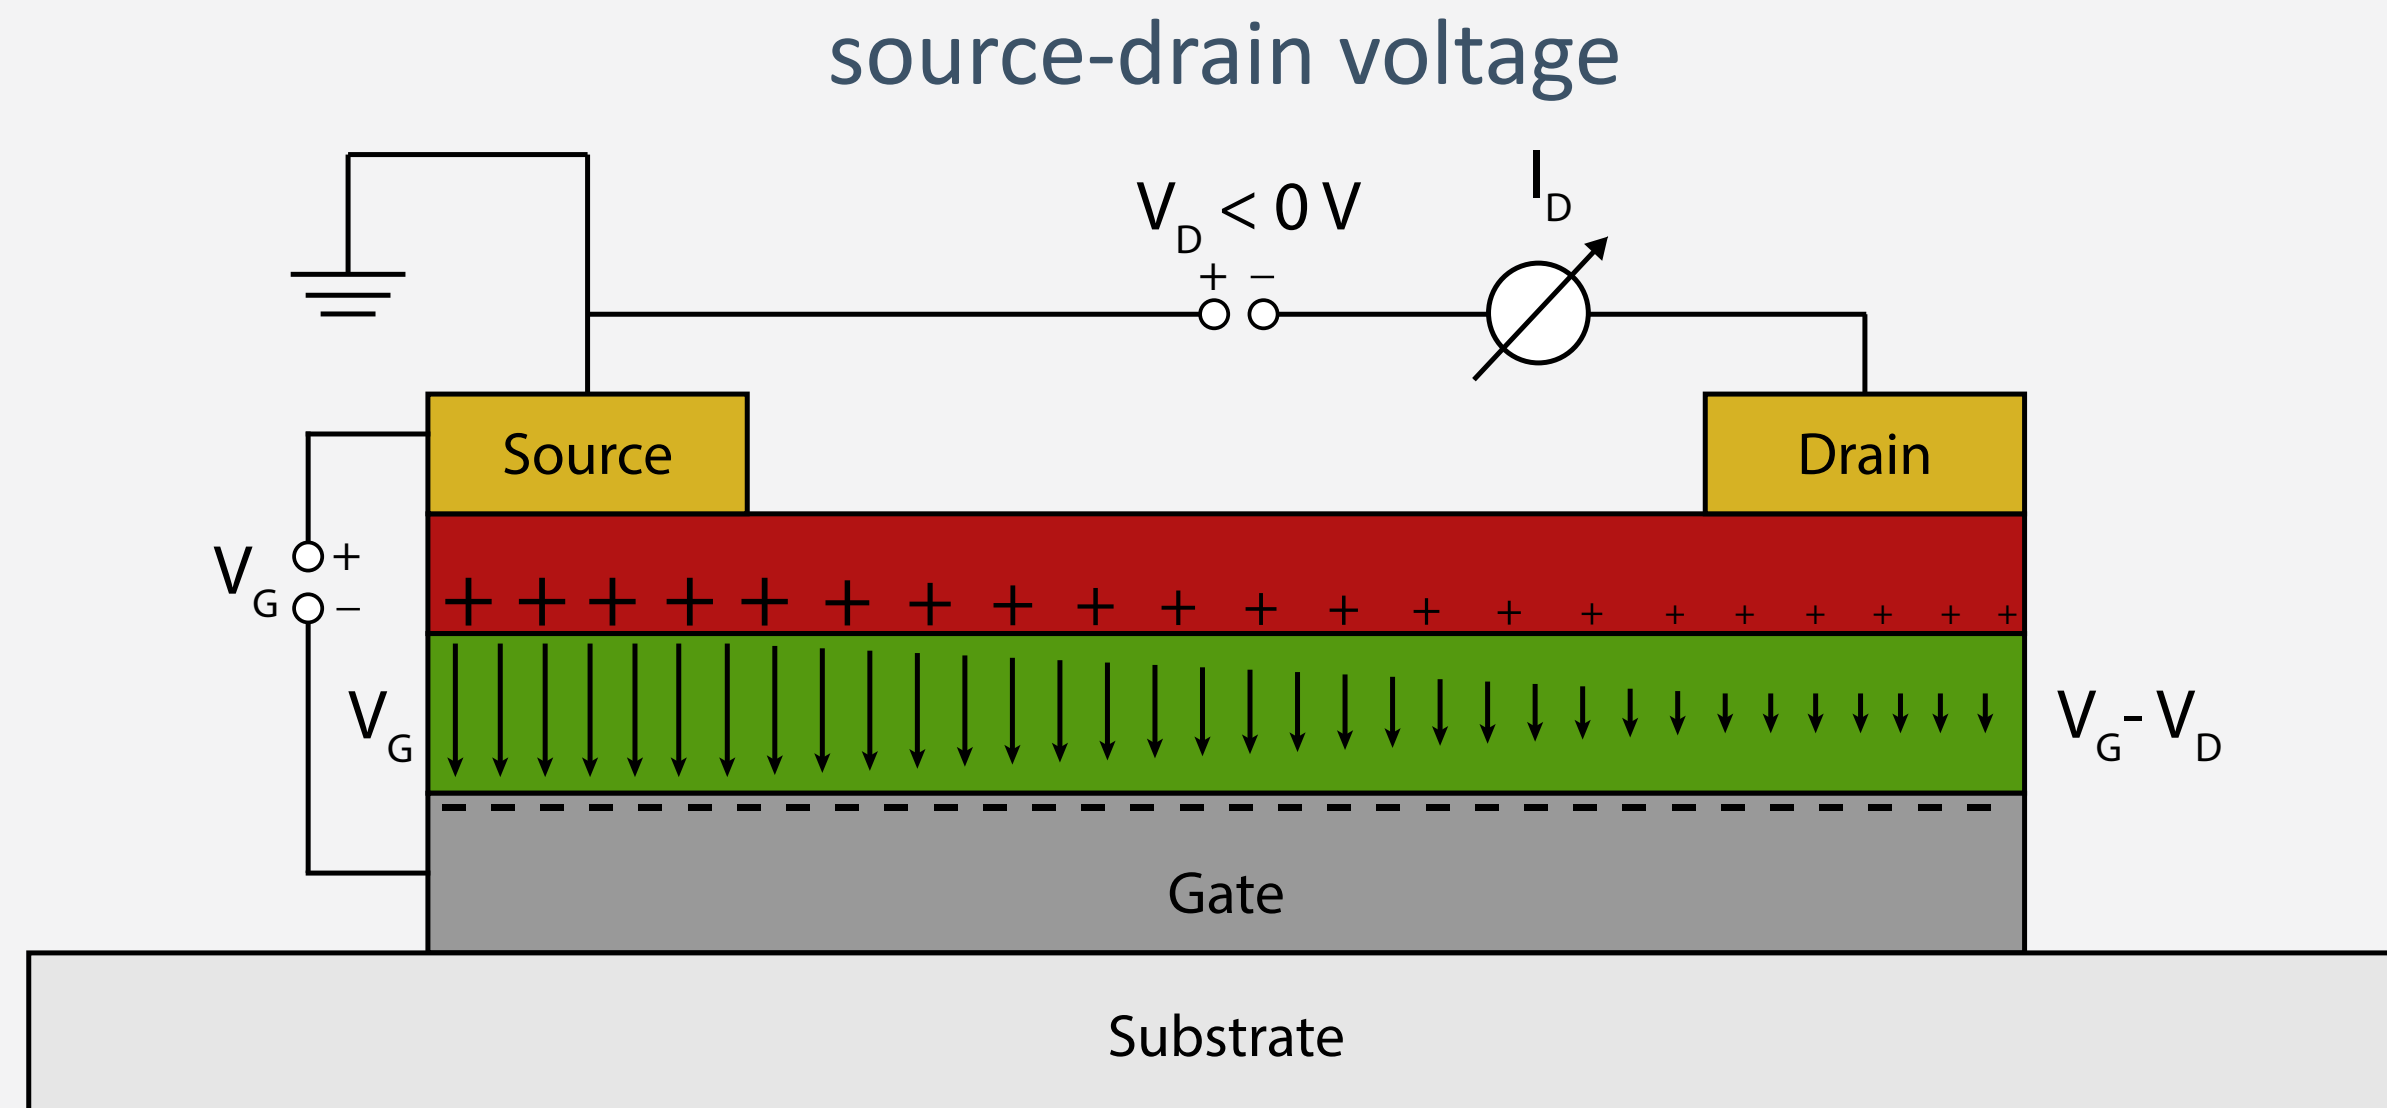 source-drain voltage
V_D < 0 V
I_D
+ −
Source
Drain
V_G
+
−
+ + + + + + + + + + + + + + + + + + + + +
V_G
V_G - V_D
− − − − − − − − − − − − − − − − − − − − − − − − − − − − − − − −
Gate
Substrate